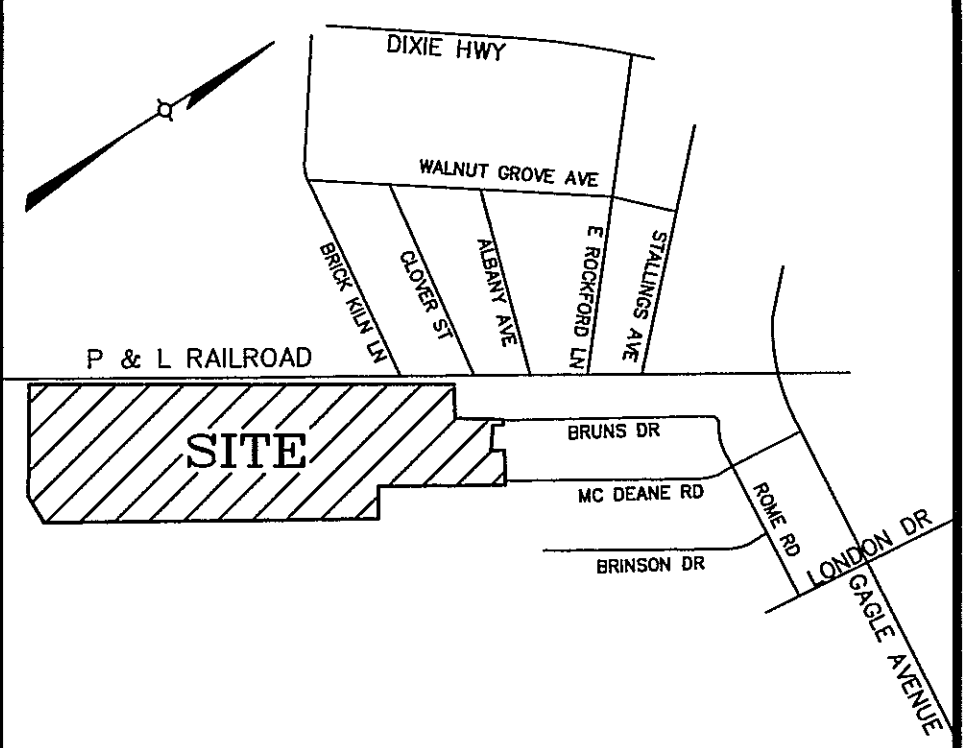 DIXIE HWY
WALNUT GROVE AVE
BRICK KILN LN
CLOVER ST
ALBANY AVE
E ROCKFORD LN
STALLINGS AVE
P & L RAILROAD
SITE
BRUNS DR
MC DEANE RD
ROME RD
BRINSON DR
LONDON DR
GAGLE AVENUE